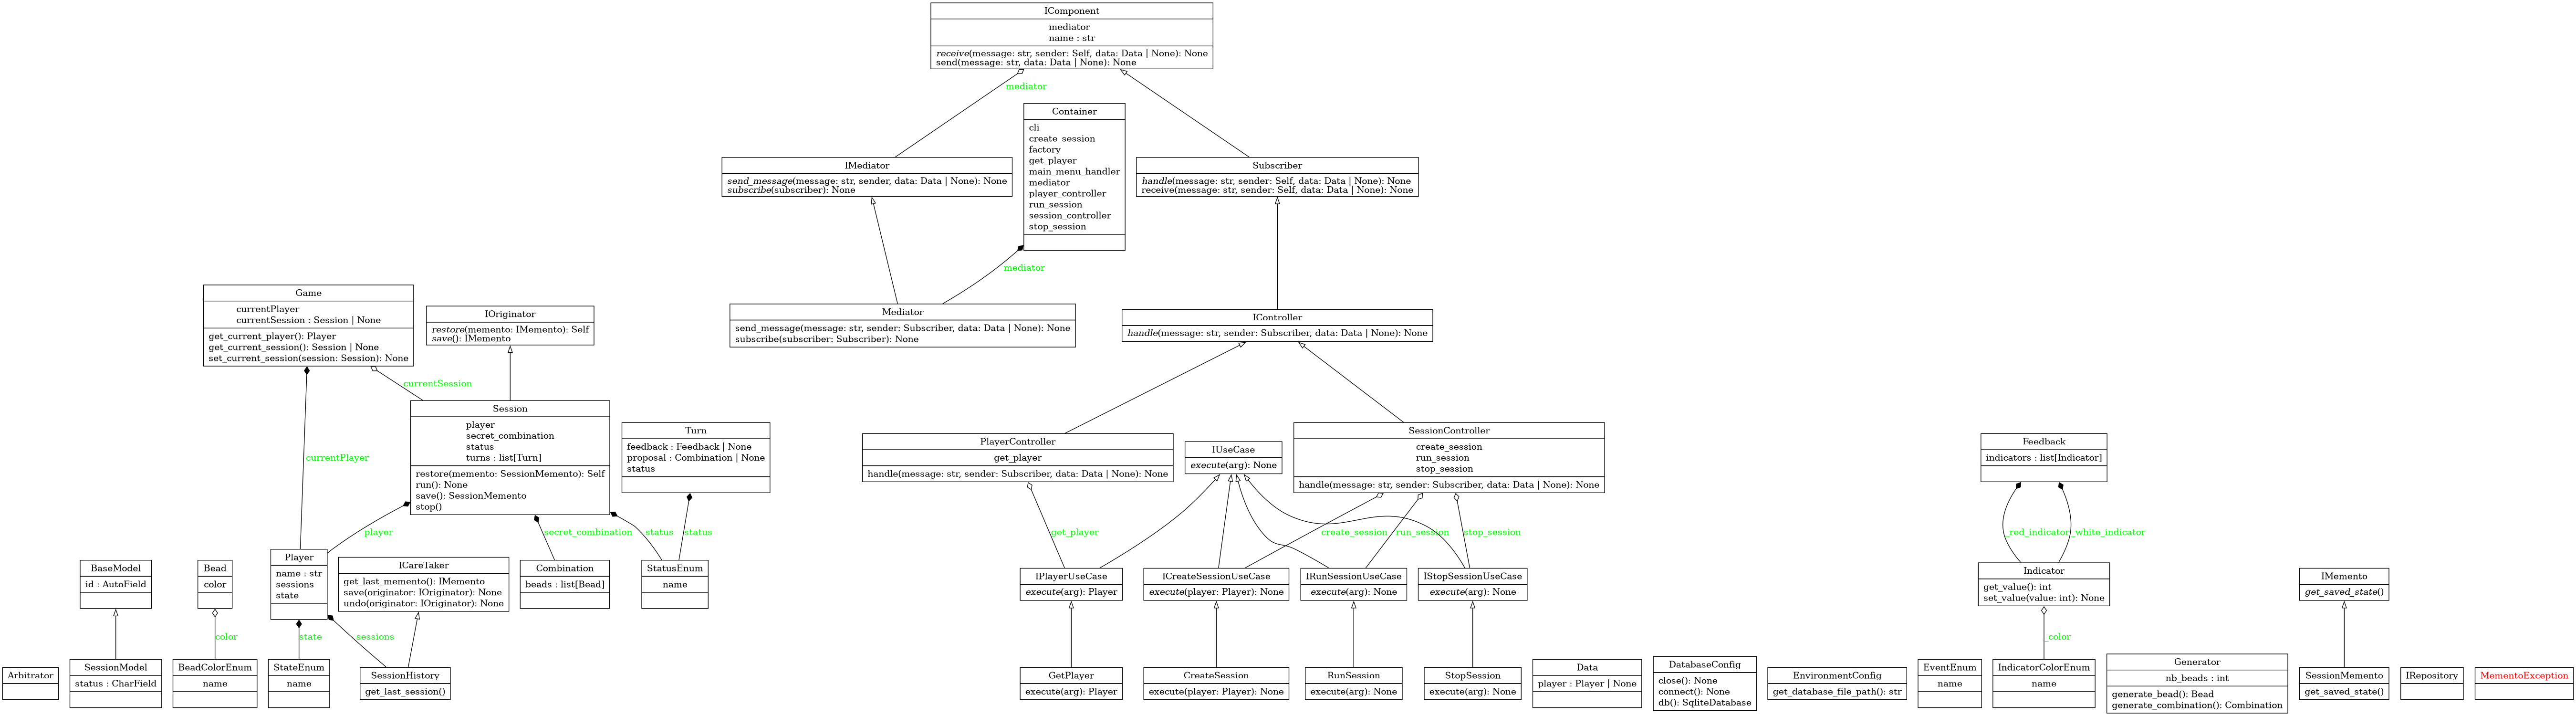 IComponent
mediator
name : str
receive(message: str, sender: Self, data: Data | None): None
send(message: str, data: Data | None): None
mediator
Container
cli
create_session
factory
get_player
main_menu_handler
mediator
player_controller
run_session
session_controller
stop_session
IMediator
send_message(message: str, sender, data: Data | None): None
subscribe(subscriber): None
Subscriber
handle(message: str, sender: Self, data: Data | None): None
receive(message: str, sender: Self, data: Data | None): None
mediator
Game
currentPlayer
currentSession : Session | None
get_current_player(): Player
get_current_session(): Session | None
set_current_session(session: Session): None
IOriginator
restore(memento: IMemento): Self
save(): IMemento
Mediator
send_message(message: str, sender: Subscriber, data: Data | None): None
subscribe(subscriber: Subscriber): None
IController
handle(message: str, sender: Subscriber, data: Data | None): None
currentSession
currentPlayer
Session
player
secret_combination
status
turns : list[Turn]
restore(memento: SessionMemento): Self
run(): None
save(): SessionMemento
stop()
Turn
feedback : Feedback | None
proposal : Combination | None
status
PlayerController
get_player
handle(message: str, sender: Subscriber, data: Data | None): None
IUseCase
execute(arg): None
SessionController
create_session
run_session
stop_session
handle(message: str, sender: Subscriber, data: Data | None): None
Feedback
indicators : list[Indicator]
player
secret_combination
status
status
get_player
create_session
run_session
stop_session
_red_indicator
_white_indicator
BaseModel
id : AutoField
Bead
color
Player
name : str
sessions
state
ICareTaker
get_last_memento(): IMemento
save(originator: IOriginator): None
undo(originator: IOriginator): None
Combination
beads : list[Bead]
StatusEnum
name
IPlayerUseCase
execute(arg): Player
ICreateSessionUseCase
execute(player: Player): None
IRunSessionUseCase
execute(arg): None
IStopSessionUseCase
execute(arg): None
Indicator
get_value(): int
set_value(value: int): None
IMemento
get_saved_state()
color
state
sessions
_color
Arbitrator
SessionModel
status : CharField
BeadColorEnum
name
StateEnum
name
SessionHistory
get_last_session()
GetPlayer
execute(arg): Player
CreateSession
execute(player: Player): None
RunSession
execute(arg): None
StopSession
execute(arg): None
Data
player : Player | None
DatabaseConfig
close(): None
connect(): None
db(): SqliteDatabase
EnvironmentConfig
get_database_file_path(): str
EventEnum
name
IndicatorColorEnum
name
Generator
nb_beads : int
generate_bead(): Bead
generate_combination(): Combination
SessionMemento
get_saved_state()
IRepository
MementoException